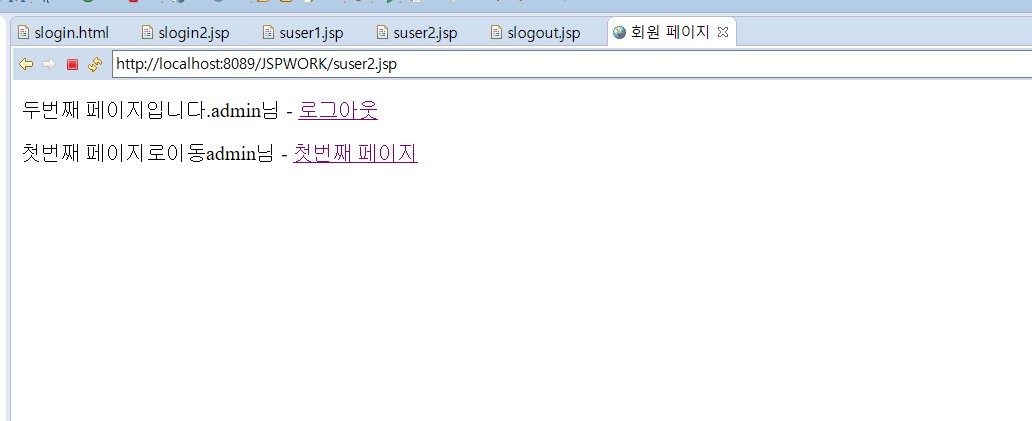 slogin.html slogin2.jsp suser1.jsp suser2.jsp slogout.jsp 회원 페이지
http://localhost:8089/JSPWORK/suser2.jsp
두번째 페이지입니다.admin님 - 로그아웃
첫번째 페이지로이동admin님 - 첫번째 페이지